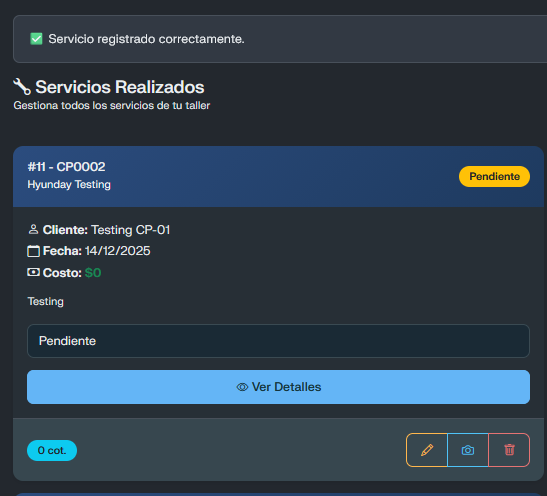 Servicio registrado correctamente.
Servicios Realizados
Gestiona todos los servicios de tu taller
#11 - CP0002
Hyunday Testing
Pendiente
Cliente: Testing CP-01
Fecha: 14/12/2025
Costo: $0
Testing
Pendiente
Ver Detalles
0 cot.